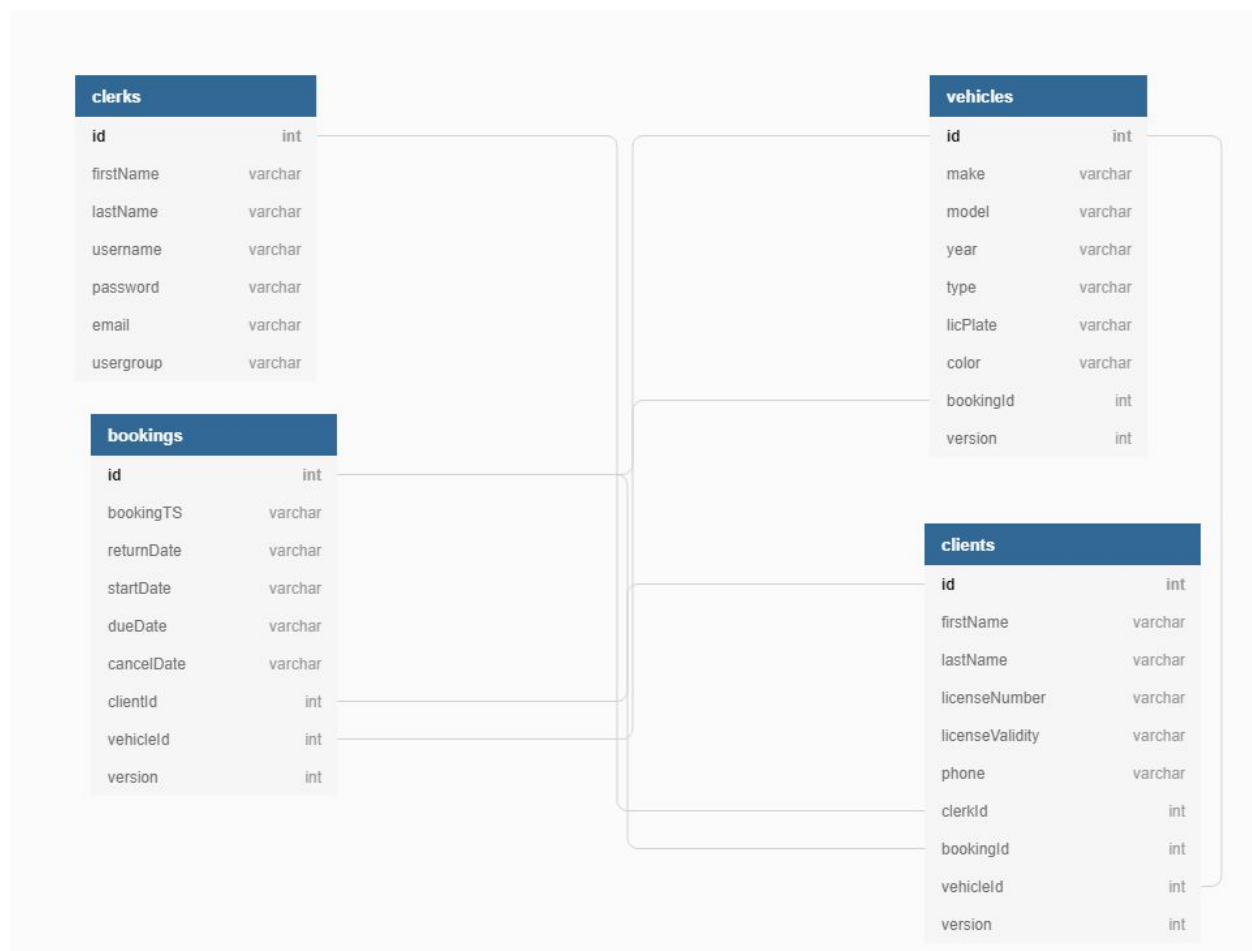 clerks
id int
firstName varchar
lastName varchar
username varchar
password varchar
email varchar
usergroup varchar
bookings
id int
bookingTS varchar
returnDate varchar
startDate varchar
dueDate varchar
cancelDate varchar
clientId int
vehicleId int
version int
vehicles
id int
make varchar
model varchar
year varchar
type varchar
licPlate varchar
color varchar
bookingId int
version int
clients
id int
firstName varchar
lastName varchar
licenseNumber varchar
licenseValidity varchar
phone varchar
clerkId int
bookingId int
vehicleId int
version int